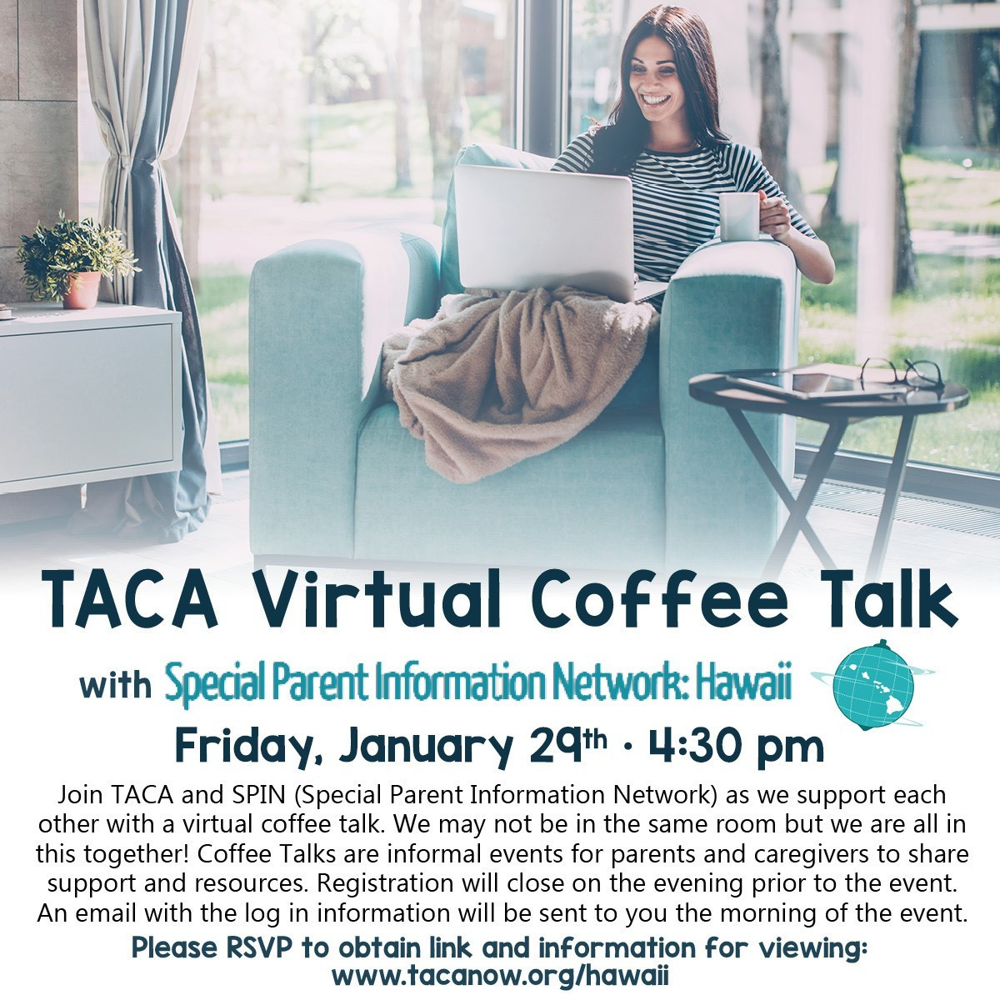 TACA Virtual Coffee Talk
with Special Parent Information Network: Hawaii
Friday, January 29th · 4:30 pm
Join TACA and SPIN (Special Parent Information Network) as we support each
other with a virtual coffee talk. We may not be in the same room but we are all in
this together! Coffee Talks are informal events for parents and caregivers to share
support and resources. Registration will close on the evening prior to the event.
An email with the log in information will be sent to you the morning of the event.
Please RSVP to obtain link and information for viewing:
www.tacanow.org/hawaii